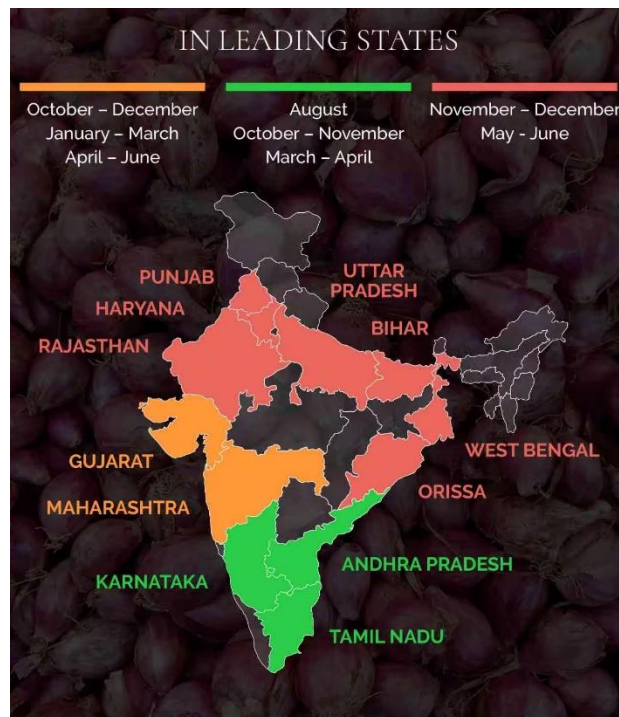 IN LEADING STATES
October – December
January – March
April – June
August
October – November
March – April
November – December
May - June
PUNJAB
HARYANA
RAJASTHAN
UTTAR
PRADESH
BIHAR
GUJARAT
MAHARASHTRA
WEST BENGAL
ORISSA
KARNATAKA
ANDHRA PRADESH
TAMIL NADU